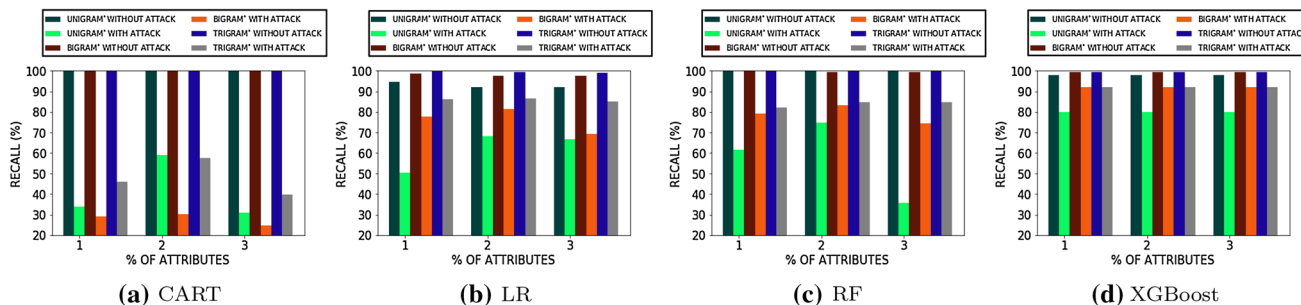 UNIGRAM* WITHOUT ATTACK
UNIGRAM* WITH ATTACK
BIGRAM* WITHOUT ATTACK
BIGRAM* WITH ATTACK
TRIGRAM* WITHOUT ATTACK
TRIGRAM* WITH ATTACK
100
90
80
70
60
50
40
30
20
RECALL (%)
1 2 3
% OF ATTRIBUTES
(a) CART
UNIGRAM* WITHOUT ATTACK
UNIGRAM* WITH ATTACK
BIGRAM* WITHOUT ATTACK
BIGRAM* WITH ATTACK
TRIGRAM* WITHOUT ATTACK
TRIGRAM* WITH ATTACK
100
90
80
70
60
50
40
30
20
RECALL (%)
1 2 3
% OF ATTRIBUTES
(b) LR
UNIGRAM* WITHOUT ATTACK
UNIGRAM* WITH ATTACK
BIGRAM* WITHOUT ATTACK
BIGRAM* WITH ATTACK
TRIGRAM* WITHOUT ATTACK
TRIGRAM* WITH ATTACK
100
90
80
70
60
50
40
30
20
RECALL (%)
1 2 3
% OF ATTRIBUTES
(c) RF
UNIGRAM* WITHOUT ATTACK
UNIGRAM* WITH ATTACK
BIGRAM* WITHOUT ATTACK
BIGRAM* WITH ATTACK
TRIGRAM* WITHOUT ATTACK
TRIGRAM* WITH ATTACK
100
90
80
70
60
50
40
30
20
RECALL (%)
1 2 3
% OF ATTRIBUTES
(d) XGBoost